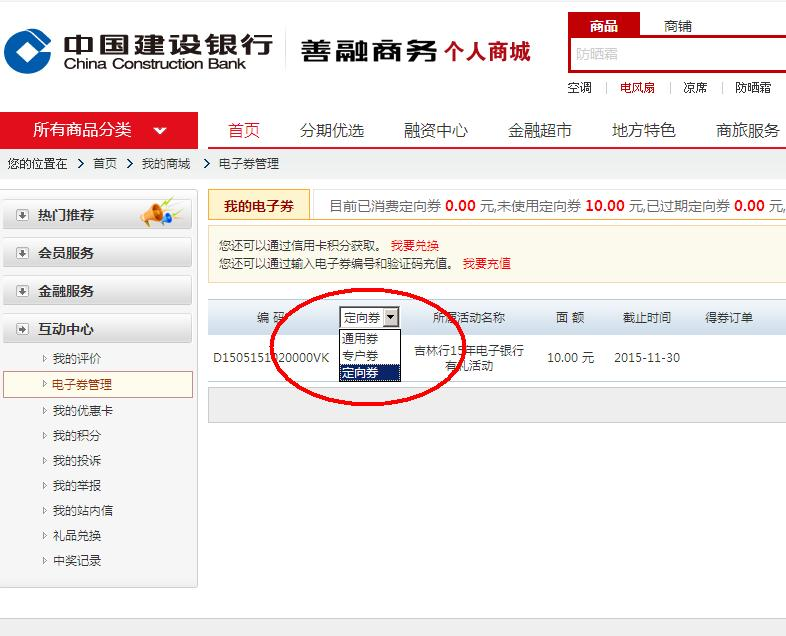 中国建设银行
China Construction Bank
善融商务 个人商城
商品 商铺
防晒霜
空调 电风扇 凉席 防晒霜
所有商品分类 首页 分期优选 融资中心 金融超市 地方特色 商旅服务
您的位置在 > 首页 > 我的商城 > 电子券管理
热门推荐
会员服务
金融服务
互动中心
我的评价
电子券管理
我的优惠卡
我的积分
我的投诉
我的举报
我的站内信
礼品兑换
中奖记录
我的电子券 目前已消费定向券 0.00 元,未使用定向券 10.00 元,已过期定向券 0.00 元,
您还可以通过信用卡积分获取。 我要兑换
您还可以通过输入电子券编号和验证码充值。 我要充值
编 码 定向券 所属活动名称 面 额 截止时间 得券订单
通用券
专户券
定向券
D1505151020000VK 吉林行15年电子银行 10.00 元 2015-11-30
有礼活动